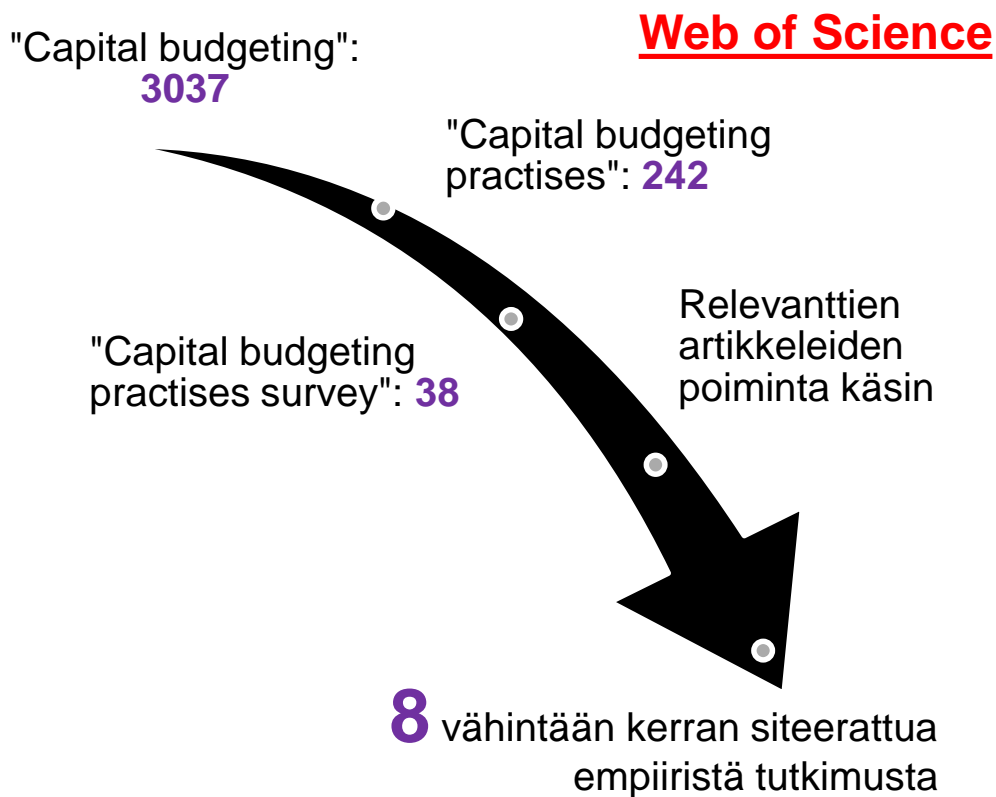 Web of Science
"Capital budgeting":
3037
"Capital budgeting
practises": 242
"Capital budgeting
practises survey": 38
Relevanttien
artikkeleiden
poiminta käsin
8 vähintään kerran siteerattua
empiiristä tutkimusta